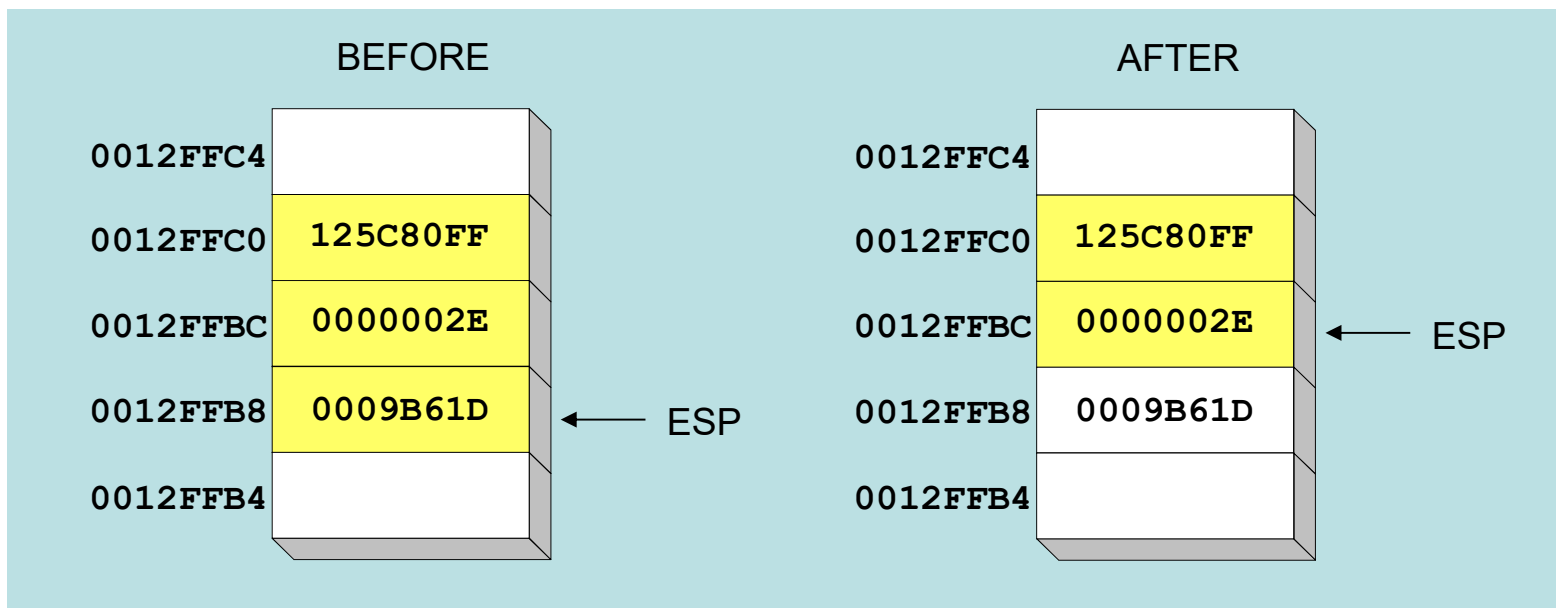 BEFORE
0012FFC4
0012FFC0 125C80FF
0012FFBC 0000002E
0012FFB8 0009B61D ESP
0012FFB4
AFTER
0012FFC4
0012FFC0 125C80FF
0012FFBC 0000002E ESP
0012FFB8 0009B61D
0012FFB4